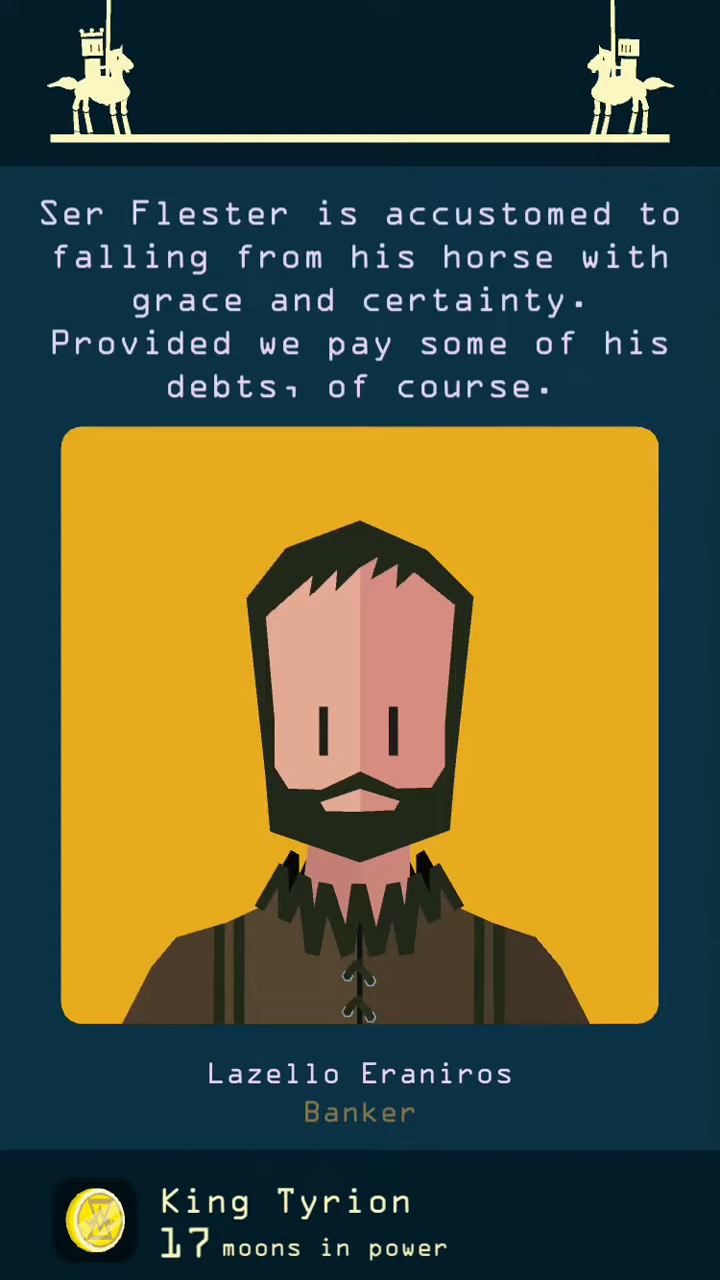 Ser Flester is accustomed to
falling from his horse with
grace and certainty.
Provided we pay some of his
debts, of course.
Lazello Eraniros
Banker
King Tyrion
17 moons in power